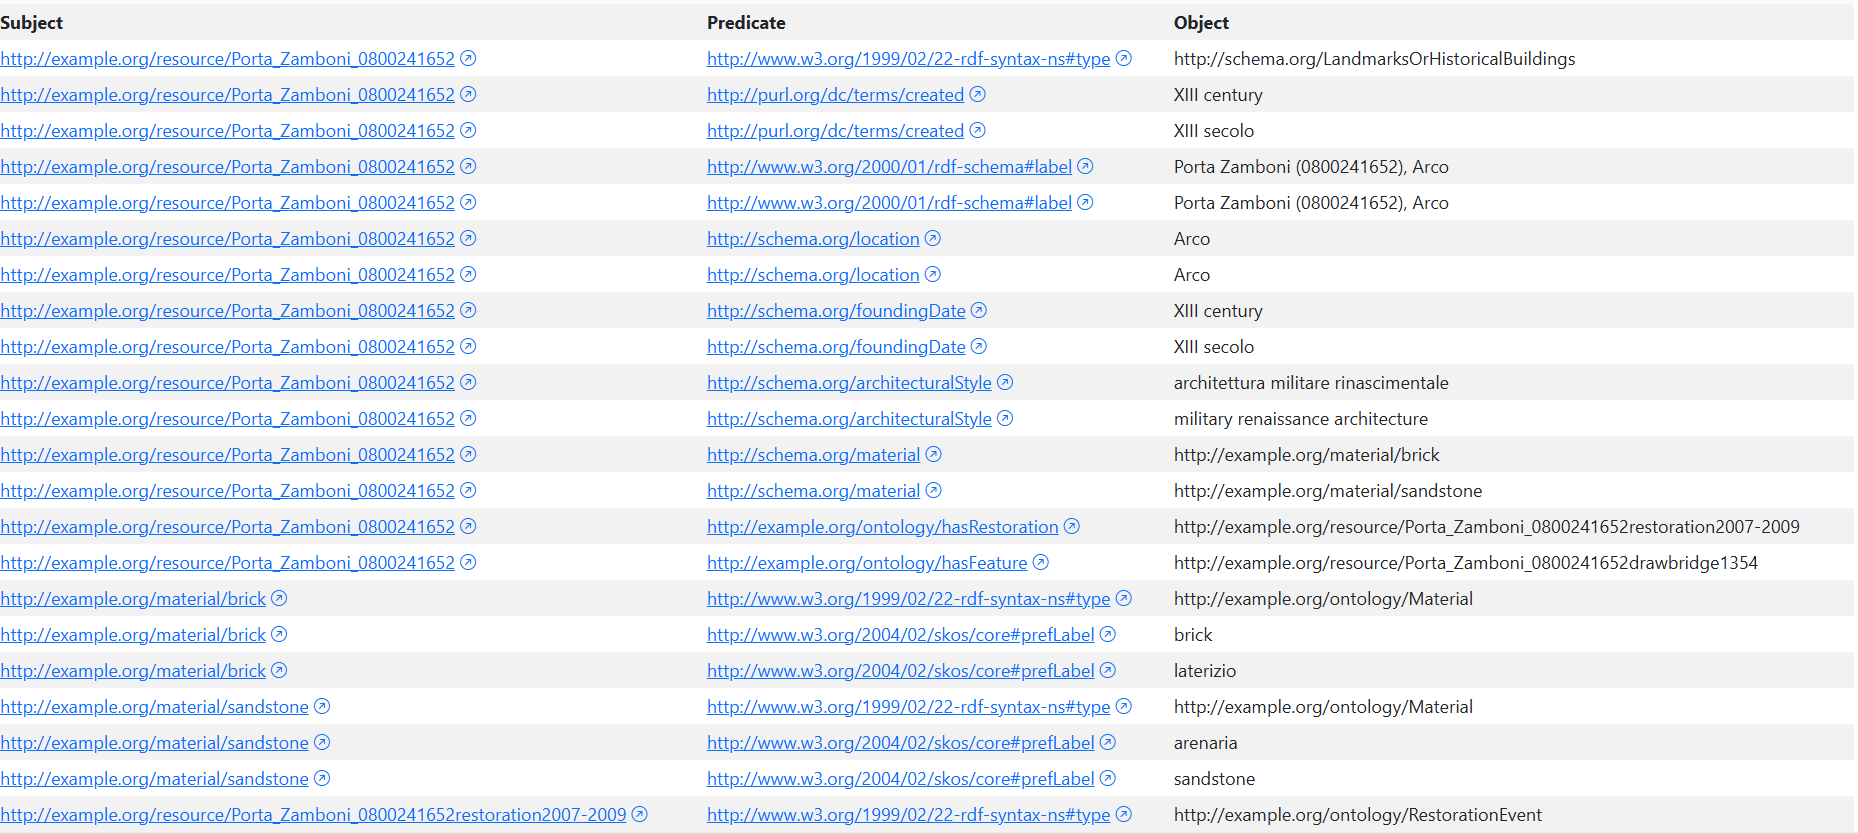 Subject Predicate Object
http://example.org/resource/Porta_Zamboni_0800241652 http://www.w3.org/1999/02/22-rdf-syntax-ns#type http://schema.org/LandmarksOrHistoricalBuildings
http://example.org/resource/Porta_Zamboni_0800241652 http://purl.org/dc/terms/created XIII century
http://example.org/resource/Porta_Zamboni_0800241652 http://purl.org/dc/terms/created XIII secolo
http://example.org/resource/Porta_Zamboni_0800241652 http://www.w3.org/2000/01/rdf-schema#label Porta Zamboni (0800241652), Arco
http://example.org/resource/Porta_Zamboni_0800241652 http://www.w3.org/2000/01/rdf-schema#label Porta Zamboni (0800241652), Arco
http://example.org/resource/Porta_Zamboni_0800241652 http://schema.org/location Arco
http://example.org/resource/Porta_Zamboni_0800241652 http://schema.org/location Arco
http://example.org/resource/Porta_Zamboni_0800241652 http://schema.org/foundingDate XIII century
http://example.org/resource/Porta_Zamboni_0800241652 http://schema.org/foundingDate XIII secolo
http://example.org/resource/Porta_Zamboni_0800241652 http://schema.org/architecturalStyle architettura militare rinascimentale
http://example.org/resource/Porta_Zamboni_0800241652 http://schema.org/architecturalStyle military renaissance architecture
http://example.org/resource/Porta_Zamboni_0800241652 http://schema.org/material http://example.org/material/brick
http://example.org/resource/Porta_Zamboni_0800241652 http://schema.org/material http://example.org/material/sandstone
http://example.org/resource/Porta_Zamboni_0800241652 http://example.org/ontology/hasRestoration http://example.org/resource/Porta_Zamboni_0800241652restoration2007-2009
http://example.org/resource/Porta_Zamboni_0800241652 http://example.org/ontology/hasFeature http://example.org/resource/Porta_Zamboni_0800241652drawbridge1354
http://example.org/material/brick http://www.w3.org/1999/02/22-rdf-syntax-ns#type http://example.org/ontology/Material
http://example.org/material/brick http://www.w3.org/2004/02/skos/core#prefLabel brick
http://example.org/material/brick http://www.w3.org/2004/02/skos/core#prefLabel laterizio
http://example.org/material/sandstone http://www.w3.org/1999/02/22-rdf-syntax-ns#type http://example.org/ontology/Material
http://example.org/material/sandstone http://www.w3.org/2004/02/skos/core#prefLabel arenaria
http://example.org/material/sandstone http://www.w3.org/2004/02/skos/core#prefLabel sandstone
http://example.org/resource/Porta_Zamboni_0800241652restoration2007-2009 http://www.w3.org/1999/02/22-rdf-syntax-ns#type http://example.org/ontology/RestorationEvent